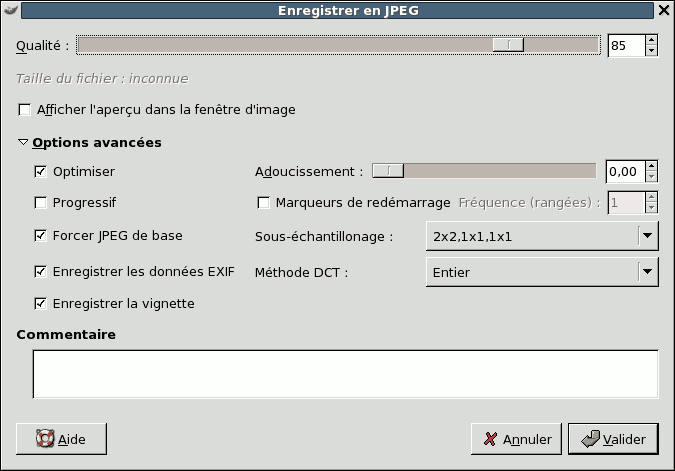 Enregistrer en JPEG
Qualité : 85
Taille du fichier : inconnue
Afficher l'aperçu dans la fenêtre d'image
Options avancées
Optimiser Adoucissement : 0,00
Progressif Marqueurs de redémarrage Fréquence (rangées) : 1
Forcer JPEG de base Sous-échantillonage : 2x2,1x1,1x1
Enregistrer les données EXIF Méthode DCT : Entier
Enregistrer la vignette
Commentaire
Aide Annuler Valider